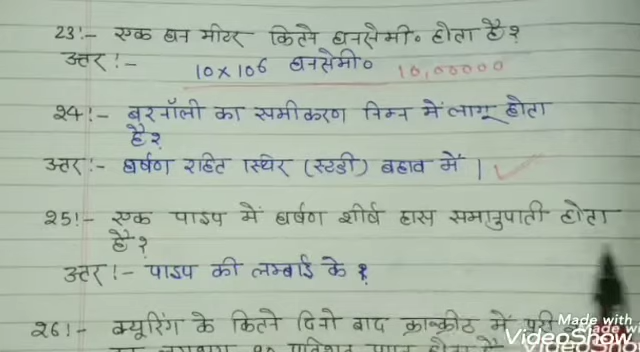 23!- एक घन मीटर कितने घनसेमी० होता है?
उत्तर!- 10×10⁶ घनसेमी० 10,00000
24!- बरनॉली का समीकरण निम्न में लागू होता
है?
उत्तर!- घर्षण रहित स्थिर (स्टडी) बहाव में |
25!- एक पाइप में घर्षण शीर्ष हास समानुपाती होता
है?
उत्तर!- पाइप की लम्बाई के ?
26!- क्यूरिंग के कितने दिनो बाद क्रान्क्रीट में
Made with
VideoShow